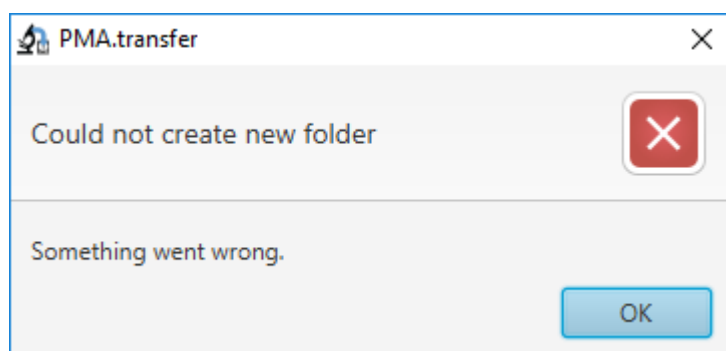 PMA.transfer
Could not create new folder
Something went wrong.
OK